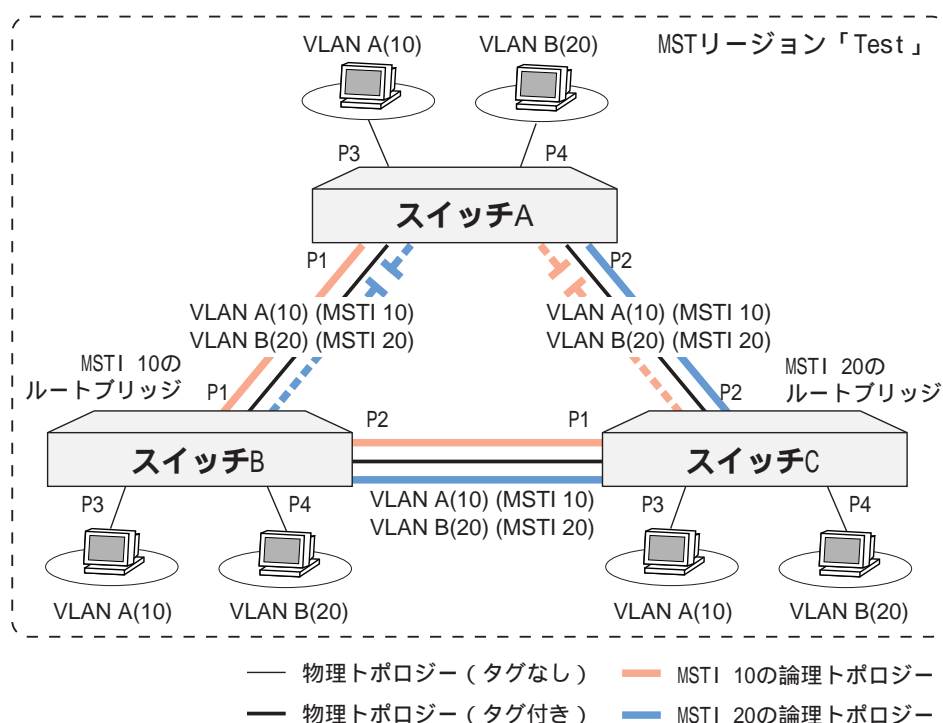 MSTリージョン「Test」
VLAN A(10)
VLAN B(20)
P3
P4
スイッチA
P1
P2
VLAN A(10) (MSTI 10)
VLAN B(20) (MSTI 20)
VLAN A(10) (MSTI 10)
VLAN B(20) (MSTI 20)
MSTI 10の
ルートブリッジ
P1
MSTI 20の
ルートブリッジ
P2
P2
P1
スイッチB
スイッチC
VLAN A(10) (MSTI 10)
VLAN B(20) (MSTI 20)
P3
P4
P3
P4
VLAN A(10)
VLAN B(20)
VLAN A(10)
VLAN B(20)
物理トポロジー(タグなし)
MSTI 10の論理トポロジー
物理トポロジー(タグ付き)
MSTI 20の論理トポロジー